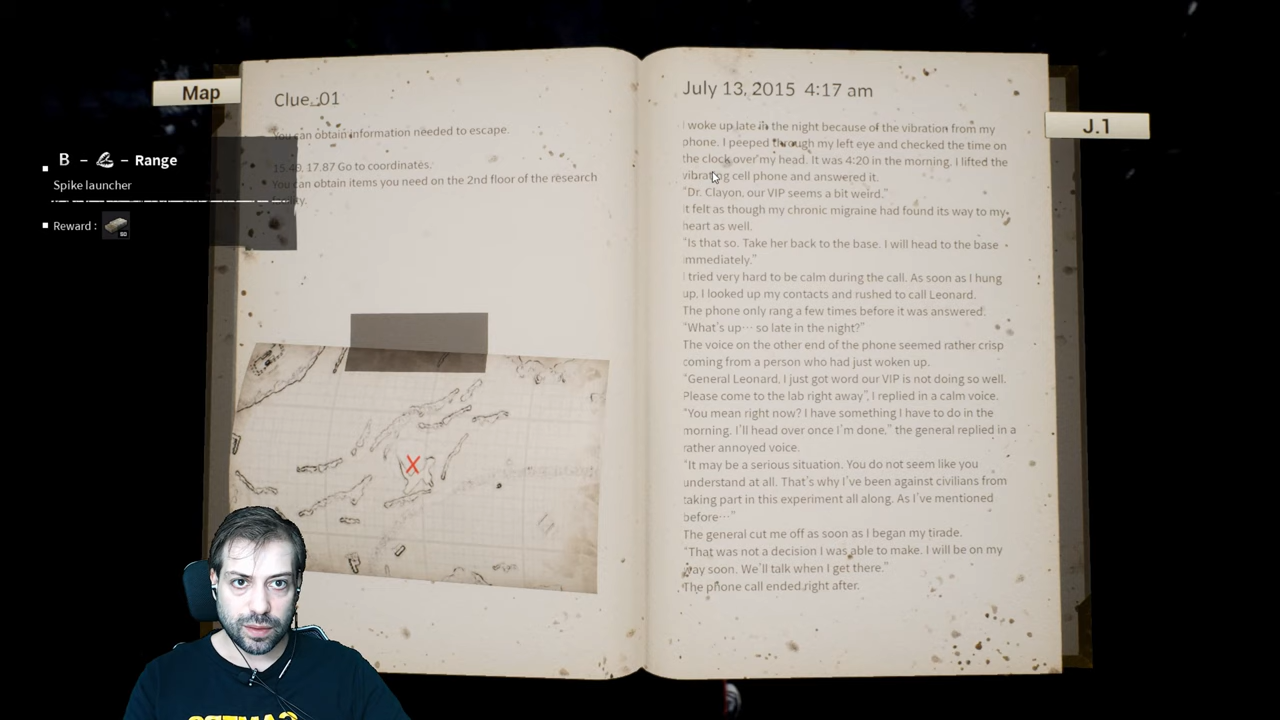 Map
Clue_01
You can obtain information needed to escape.
15.49, 17.87 Go to coordinates.
You can obtain items you need on the 2nd floor of the research
B – – Range
Spike launcher
Reward :
50
July 13, 2015 4:17 am
J.1
I woke up late in the night because of the vibration from my
phone. I peeped through my left eye and checked the time on
the clock over my head. It was 4:20 in the morning. I lifted the
vibrating cell phone and answered it.
"Dr. Clayon, our VIP seems a bit weird."
It felt as though my chronic migraine had found its way to my
heart as well.
"Is that so. Take her back to the base. I will head to the base
immediately."
I tried very hard to be calm during the call. As soon as I hung
up, I looked up my contacts and rushed to call Leonard.
The phone only rang a few times before it was answered.
"What's up… so late in the night?"
The voice on the other end of the phone seemed rather crisp
coming from a person who had just woken up.
"General Leonard, I just got word our VIP is not doing so well.
Please come to the lab right away", I replied in a calm voice.
"You mean right now? I have something I have to do in the
morning. I'll head over once I'm done." the general replied in a
rather annoyed voice.
"It may be a serious situation. You do not seem like you
understand at all. That's why I've been against civilians from
taking part in this experiment all along. As I've mentioned
before…"
The general cut me off as soon as I began my tirade.
"That was not a decision I was able to make. I will be on my
way soon. We'll talk when I get there."
The phone call ended right after.